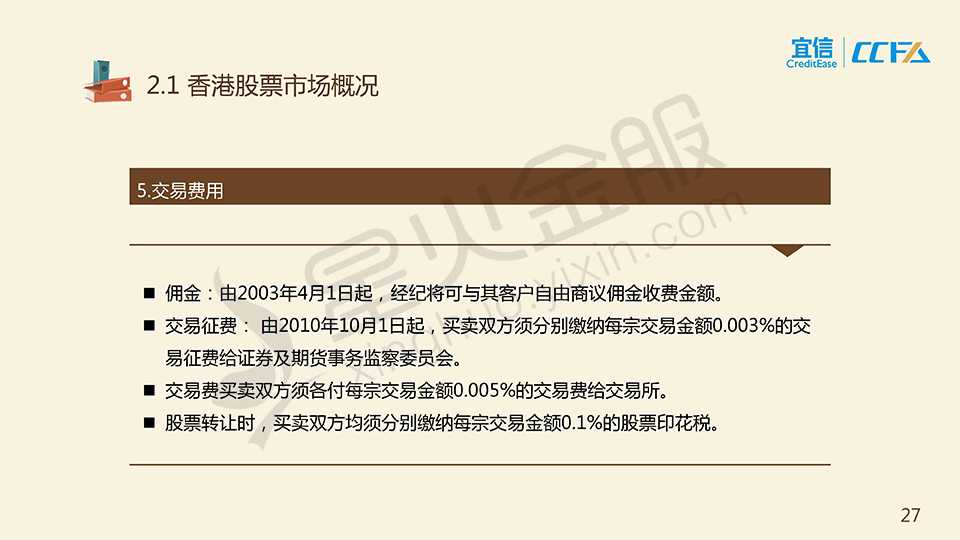 宜信
CreditEase
CCFA
2.1 香港股票市场概况
5.交易费用
■ 佣金：由2003年4月1日起，经纪将可与其客户自由商议佣金收费金额。
■ 交易征费： 由2010年10月1日起，买卖双方须分别缴纳每宗交易金额0.003%的交
易征费给证券及期货事务监察委员会。
■ 交易费买卖双方须各付每宗交易金额0.005%的交易费给交易所。
■ 股票转让时，买卖双方均须分别缴纳每宗交易金额0.1%的股票印花税。
星火金服
xinghuo.yixin.com
27